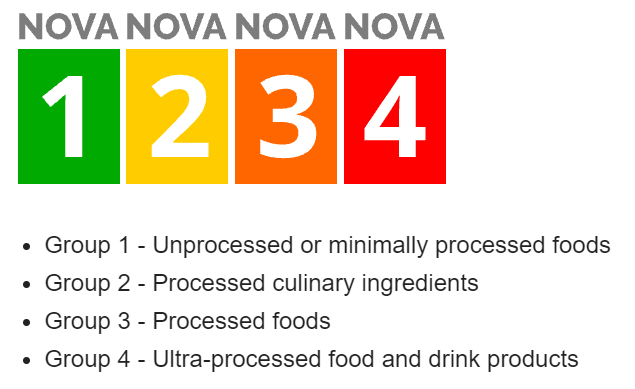 NOVA NOVA NOVA NOVA
1 2 3 4
• Group 1 - Unprocessed or minimally processed foods
• Group 2 - Processed culinary ingredients
• Group 3 - Processed foods
• Group 4 - Ultra-processed food and drink products